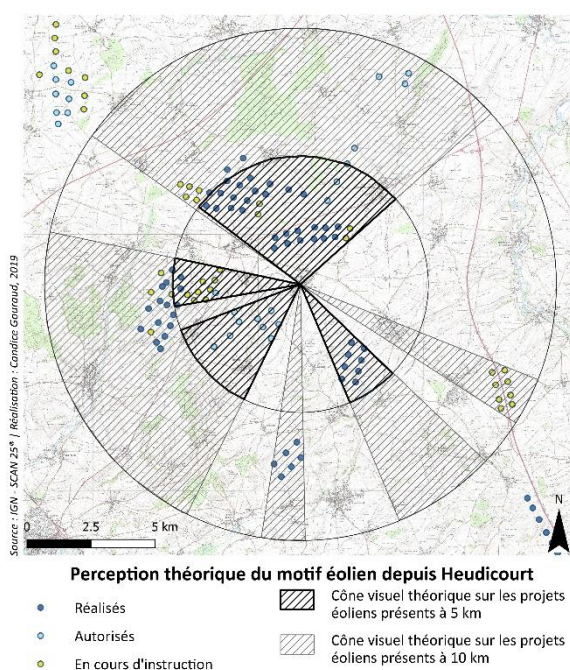 Source : IGN - SCAN 25® | Réalisation : Candice Gouraud, 2019
N
0 2.5 5 km
Perception théorique du motif éolien depuis Heudicourt
Réalisés
Autorisés
En cours d'instruction
Cône visuel théorique sur les projets
éoliens présents à 5 km
Cône visuel théorique sur les projets
éoliens présents à 10 km